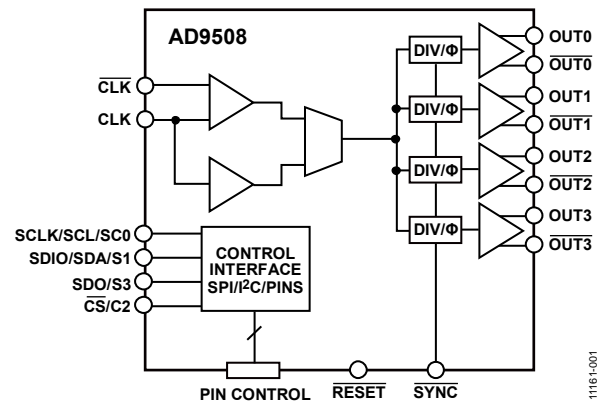 AD9508
CLK
CLK
SCLK/SCL/SC0
SDIO/SDA/S1
SDO/S3
CS/C2
CONTROL
INTERFACE
SPI/I2C/PINS
DIV/Φ
DIV/Φ
DIV/Φ
DIV/Φ
OUT0
OUT0
OUT1
OUT1
OUT2
OUT2
OUT3
OUT3
PIN CONTROL
RESET
SYNC
11161-001